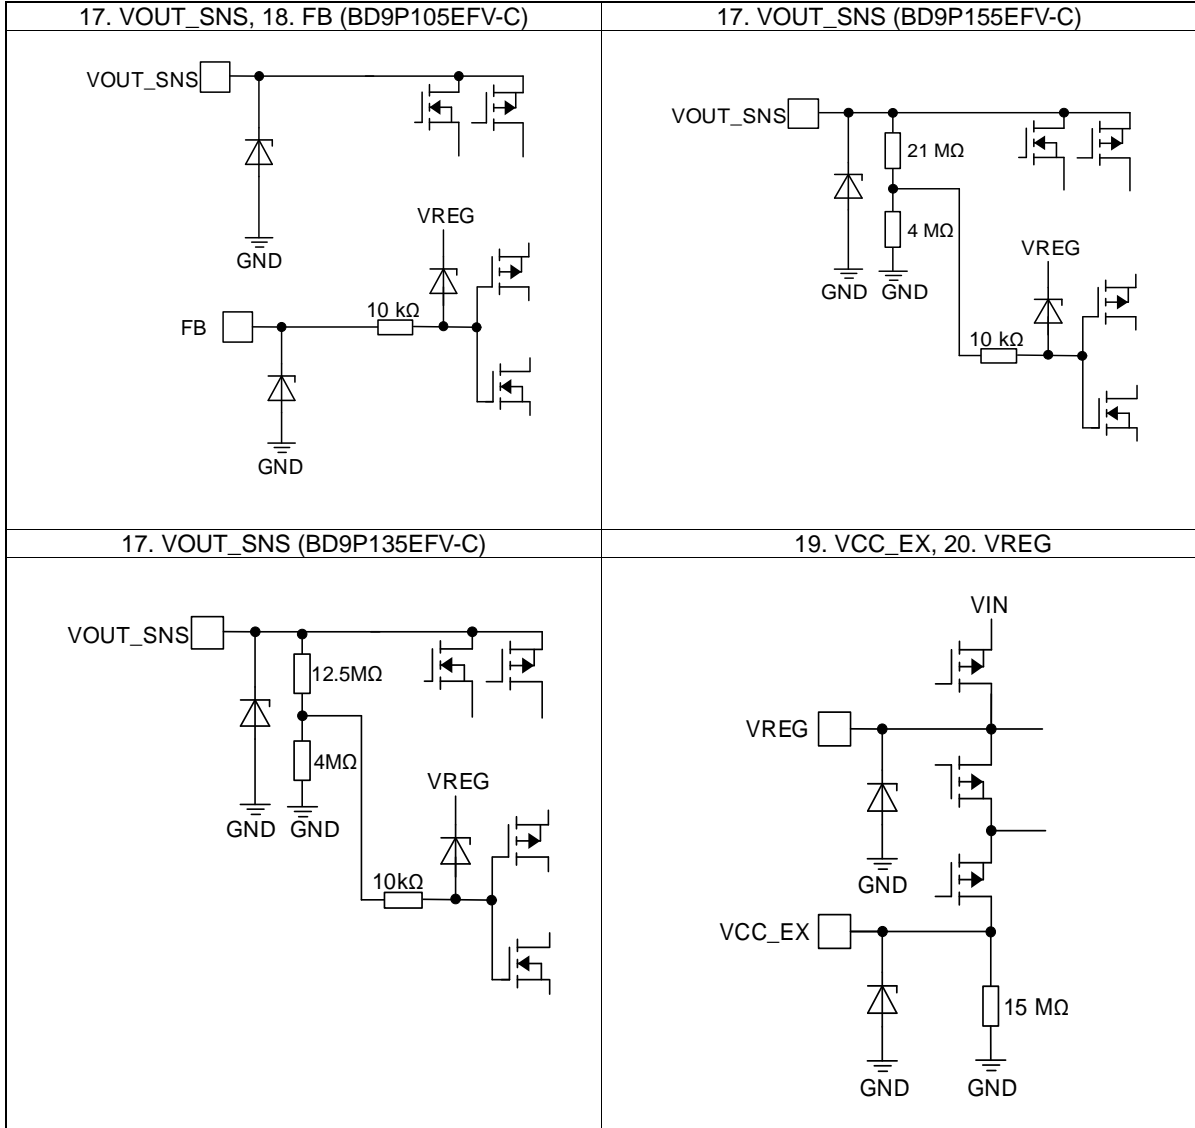 17. VOUT_SNS, 18. FB (BD9P105EFV-C)
VOUT_SNS
GND
VREG
10 kΩ
FB
GND
17. VOUT_SNS (BD9P155EFV-C)
VOUT_SNS
21 MΩ
4 MΩ
GND
GND
VREG
10 kΩ
17. VOUT_SNS (BD9P135EFV-C)
VOUT_SNS
12.5MΩ
4MΩ
GND
GND
VREG
10kΩ
19. VCC_EX, 20. VREG
VIN
VREG
GND
VCC_EX
15 MΩ
GND
GND